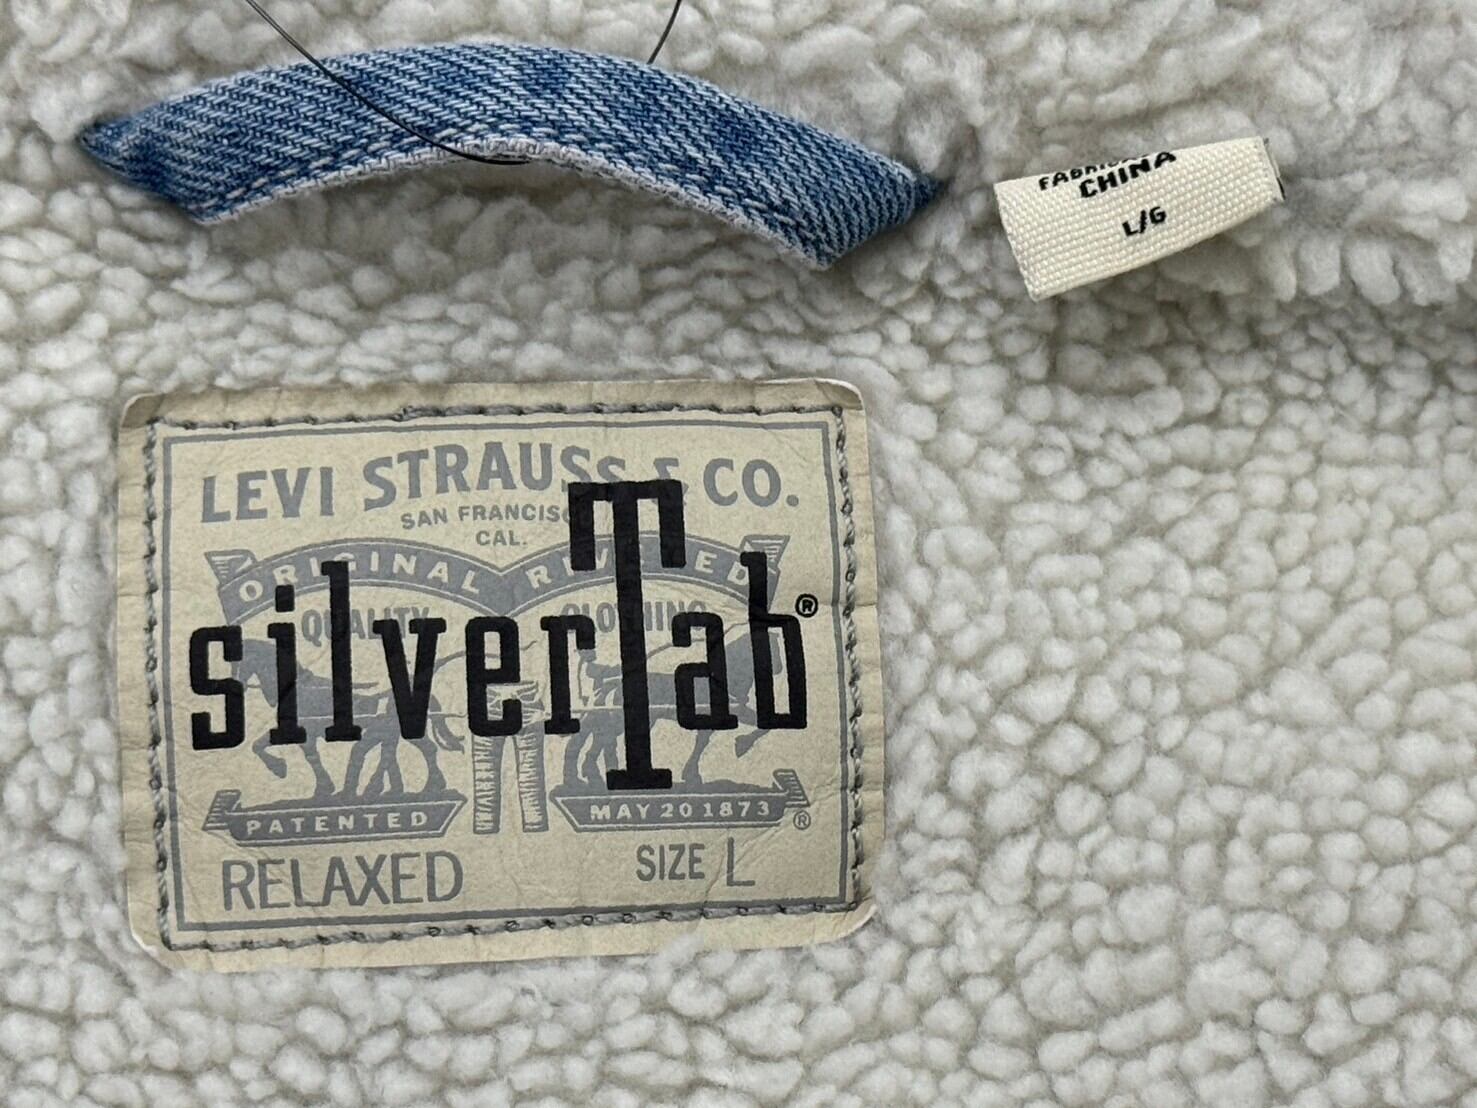 CHINA
L/G
LEVI STRAUSS & CO.
SAN FRANCISCO
CAL.
ORIGINAL RIVETED
QUALITY CLOTHING
silverTab®
PATENTED MAY 20 1873 ®
RELAXED SIZE L